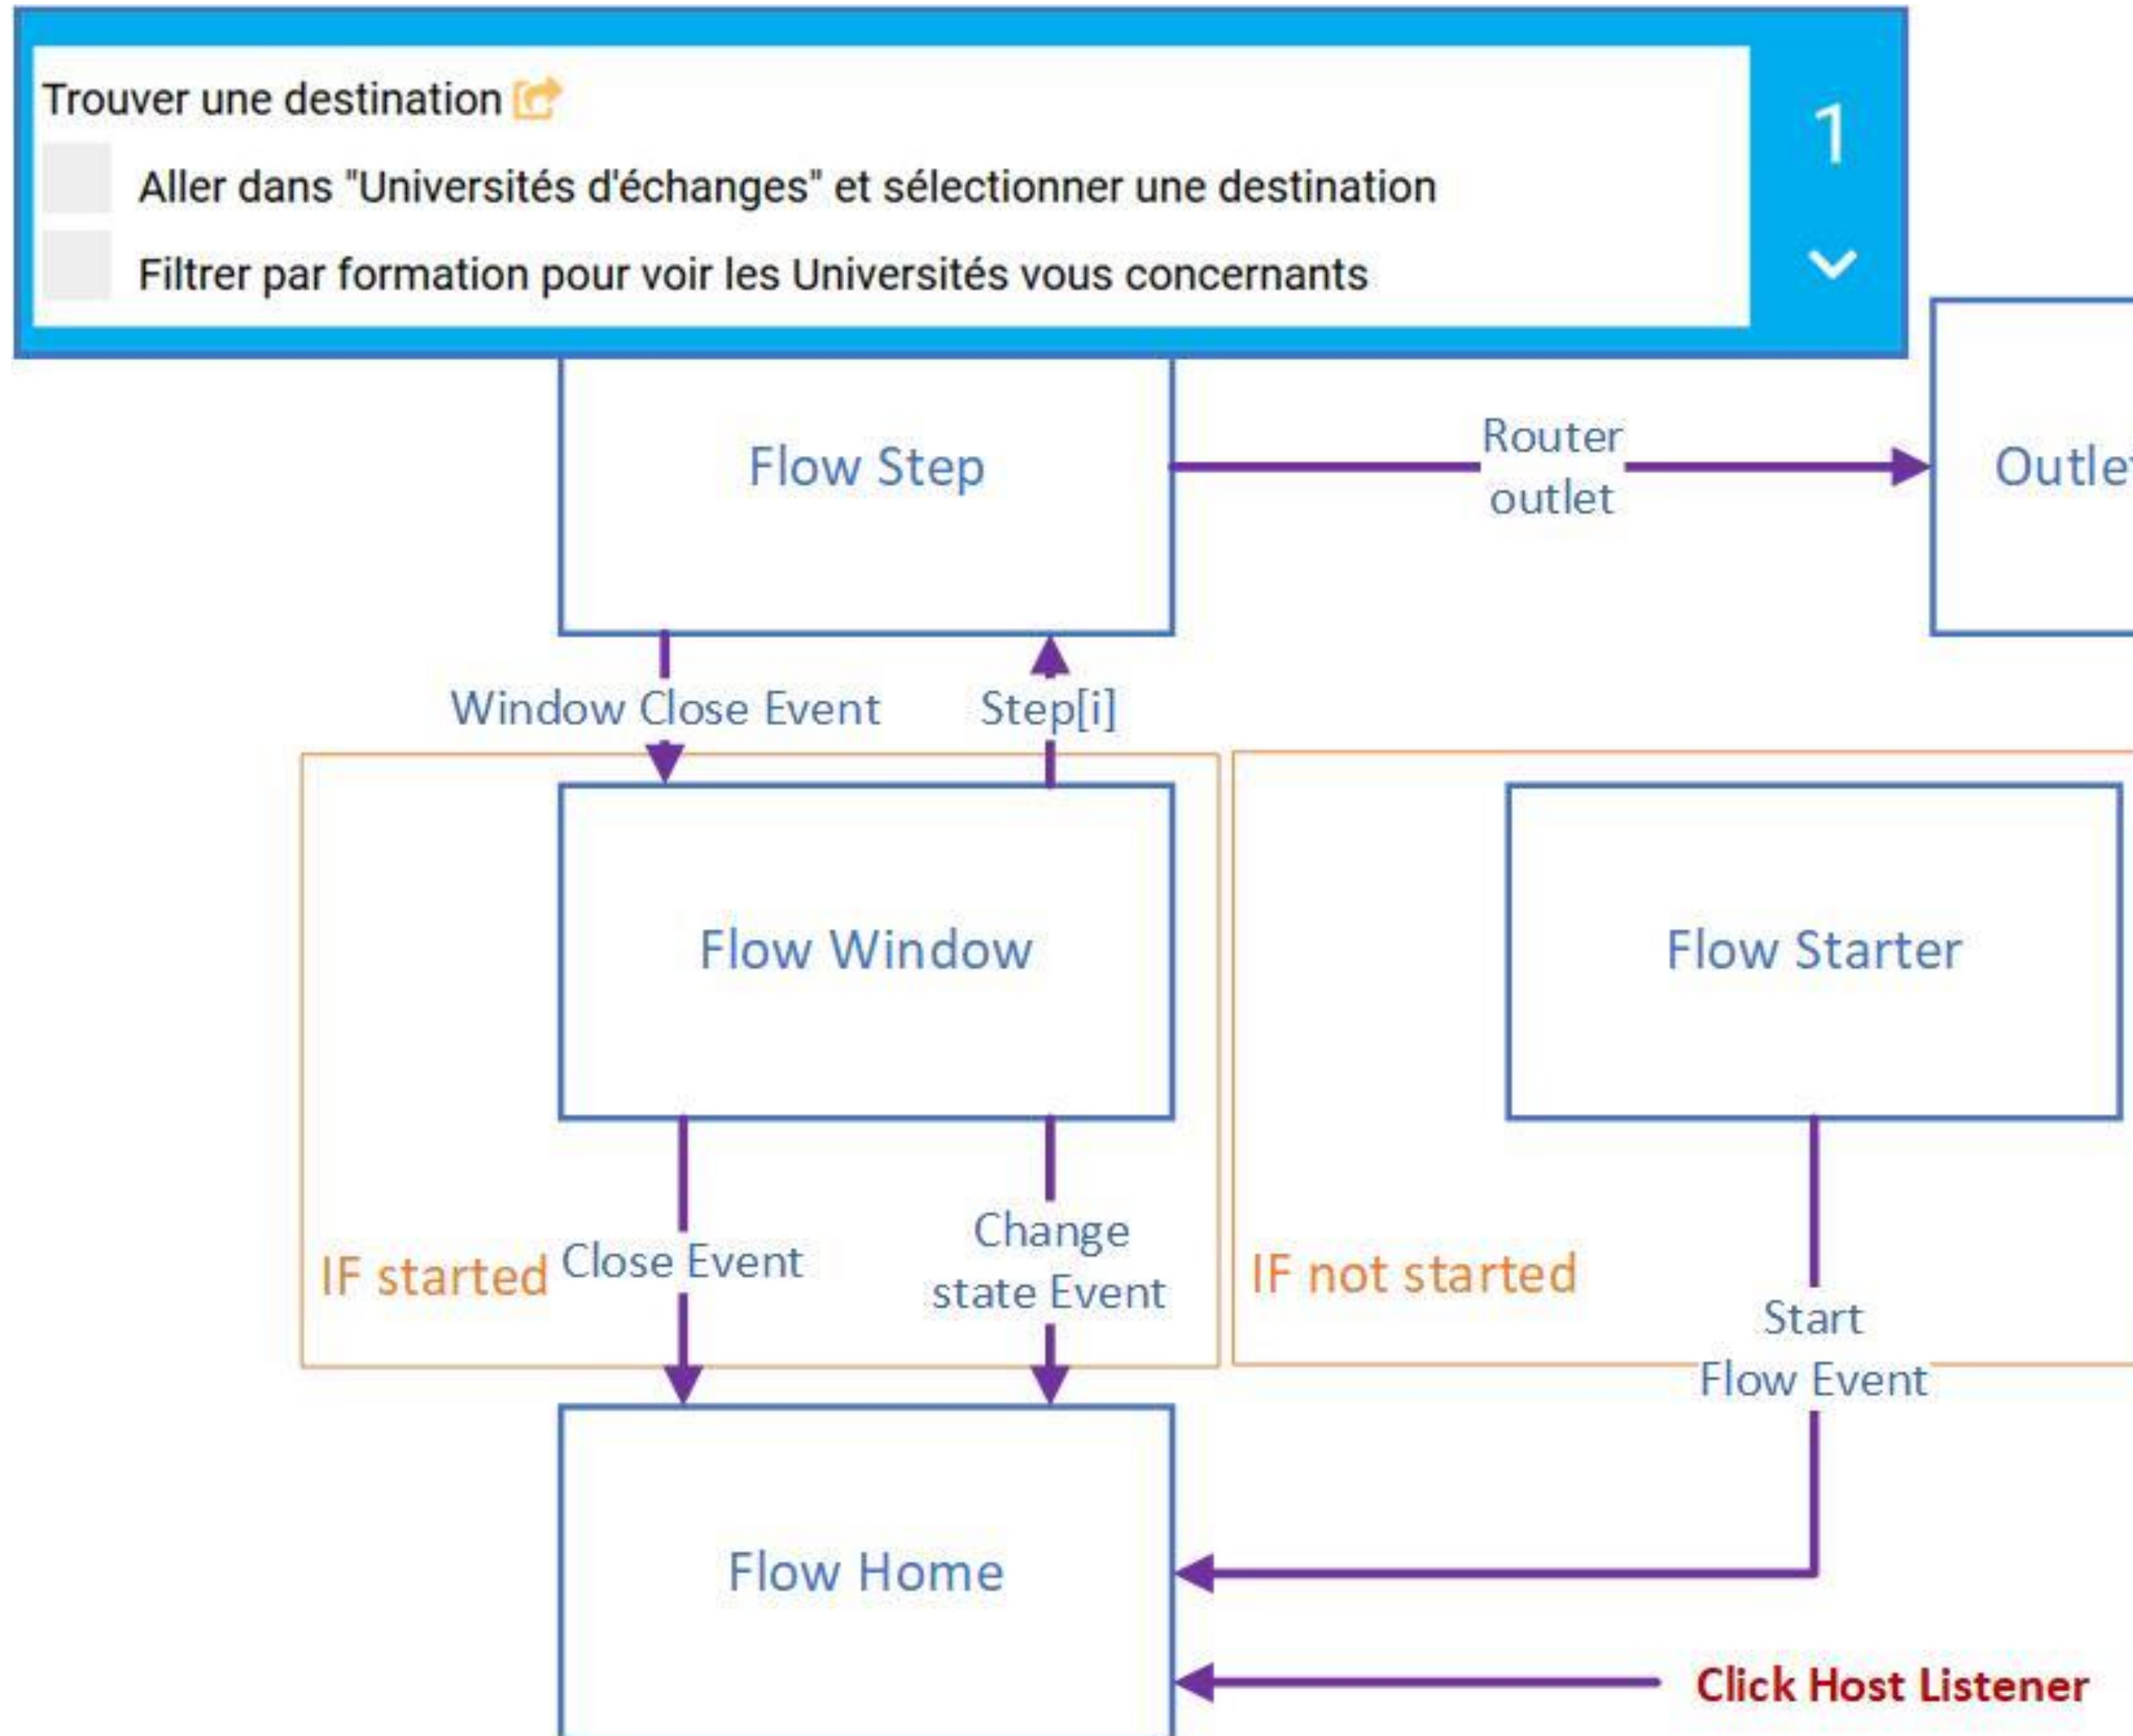 Trouver une destination
1
Aller dans "Universités d'échanges" et sélectionner une destination
Filtrer par formation pour voir les Universités vous concernants
Flow Step
Router
outlet
Window Close Event
Step[i]
Flow Window
Flow Starter
IF started
Close Event
Change
state Event
IF not started
Start
Flow Event
Flow Home
Click Host Listener